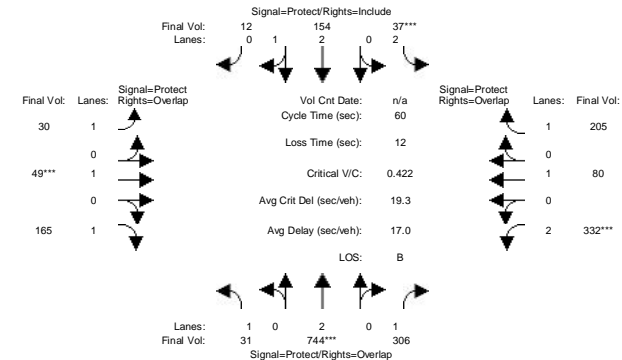 Signal=Protect/Rights=Include
Final Vol: 12 154 37***
Lanes: 0 1 2 0 2
Signal=Protect Signal=Protect
Final Vol: Lanes: Rights=Overlap Vol Cnt Date: n/a Rights=Overlap Lanes: Final Vol:
Cycle Time (sec): 60
30 1 1 205
Loss Time (sec): 12
0 0
49*** 1 Critical V/C: 0.422 1 80
0 Avg Crit Del (sec/veh): 19.3 0
165 1 Avg Delay (sec/veh): 17.0 2 332***
LOS: B
Lanes: 1 0 2 0 1
Final Vol: 31 744*** 306
Signal=Protect/Rights=Overlap